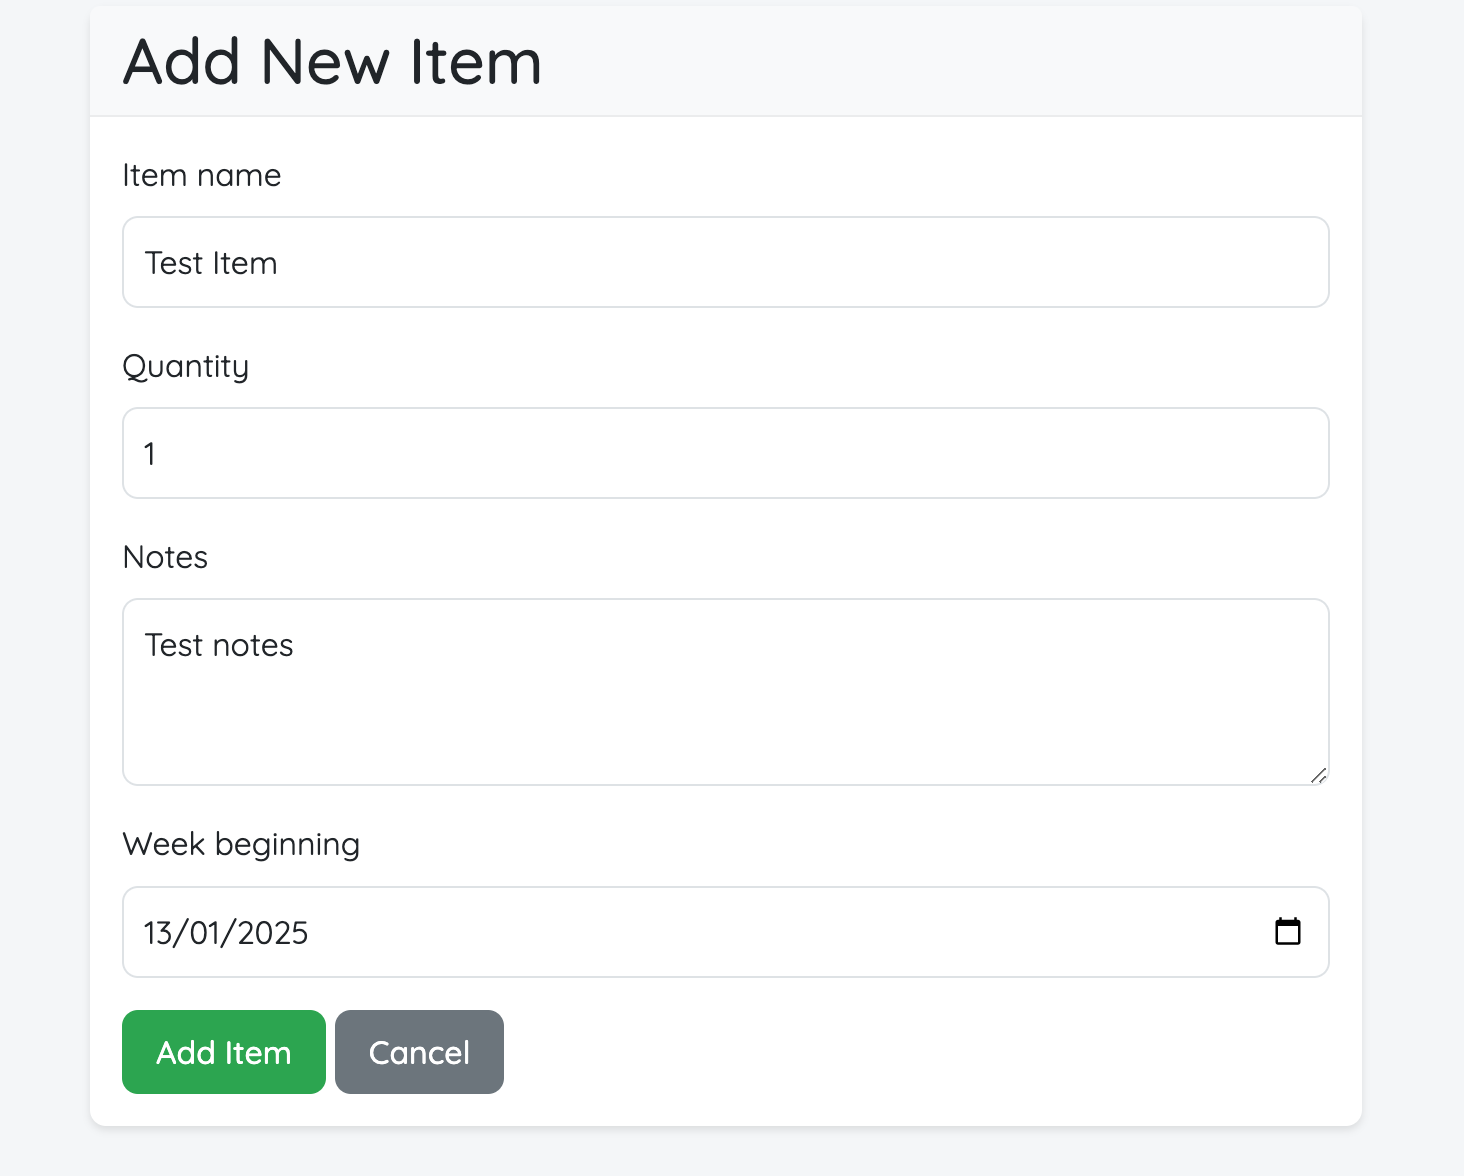 Add New Item
Item name
Test Item
Quantity
1
Notes
Test notes
Week beginning
13/01/2025
Add Item
Cancel